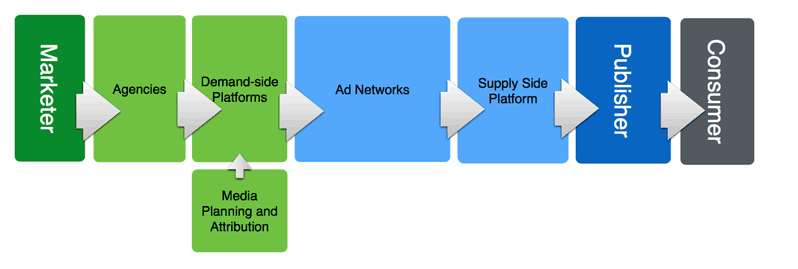 Marketer
Agencies
Demand-side
Platforms
Ad Networks
Supply Side
Platform
Publisher
Consumer
Media
Planning and
Attribution